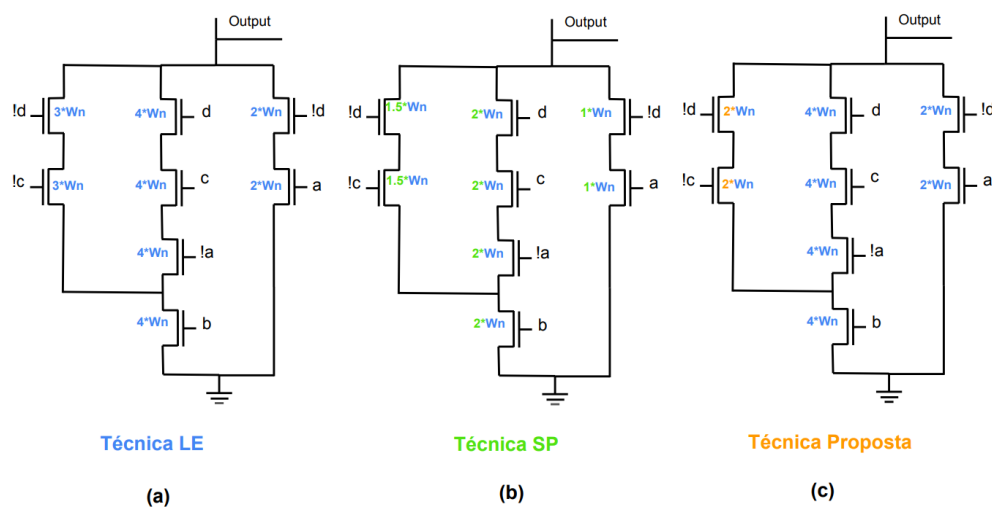 Output
!d 3*Wn 4*Wn d 2*Wn !d
!c 3*Wn 4*Wn c 2*Wn a
4*Wn !a
4*Wn b
Técnica LE
(a)
Output
!d 1.5*Wn 2*Wn d 1*Wn !d
!c 1.5*Wn 2*Wn c 1*Wn a
2*Wn !a
2*Wn b
Técnica SP
(b)
Output
!d 2*Wn 4*Wn d 2*Wn !d
!c 2*Wn 4*Wn c 2*Wn a
4*Wn !a
4*Wn b
Técnica Proposta
(c)